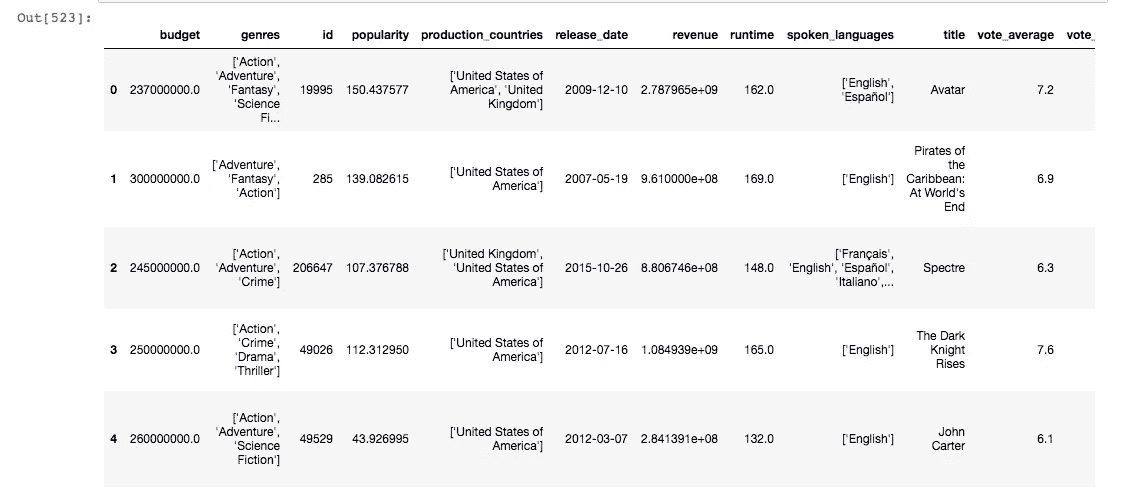 Out[523]:
budget genres id popularity production_countries release_date revenue runtime spoken_languages title vote_average vote_
0 237000000.0 ['Action', 'Adventure', 'Fantasy', 'Science Fi... 19995 150.437577 ['United States of America', 'United Kingdom'] 2009-12-10 2.787965e+09 162.0 ['English', 'Español'] Avatar 7.2
1 300000000.0 ['Adventure', 'Fantasy', 'Action'] 285 139.082615 ['United States of America'] 2007-05-19 9.610000e+08 169.0 ['English'] Pirates of the Caribbean: At World's End 6.9
2 245000000.0 ['Action', 'Adventure', 'Crime'] 206647 107.376788 ['United Kingdom', 'United States of America'] 2015-10-26 8.806746e+08 148.0 ['Français', 'English', 'Español', 'Italiano',... Spectre 6.3
3 250000000.0 ['Action', 'Crime', 'Drama', 'Thriller'] 49026 112.312950 ['United States of America'] 2012-07-16 1.084939e+09 165.0 ['English'] The Dark Knight Rises 7.6
4 260000000.0 ['Action', 'Adventure', 'Science Fiction'] 49529 43.926995 ['United States of America'] 2012-03-07 2.841391e+08 132.0 ['English'] John Carter 6.1